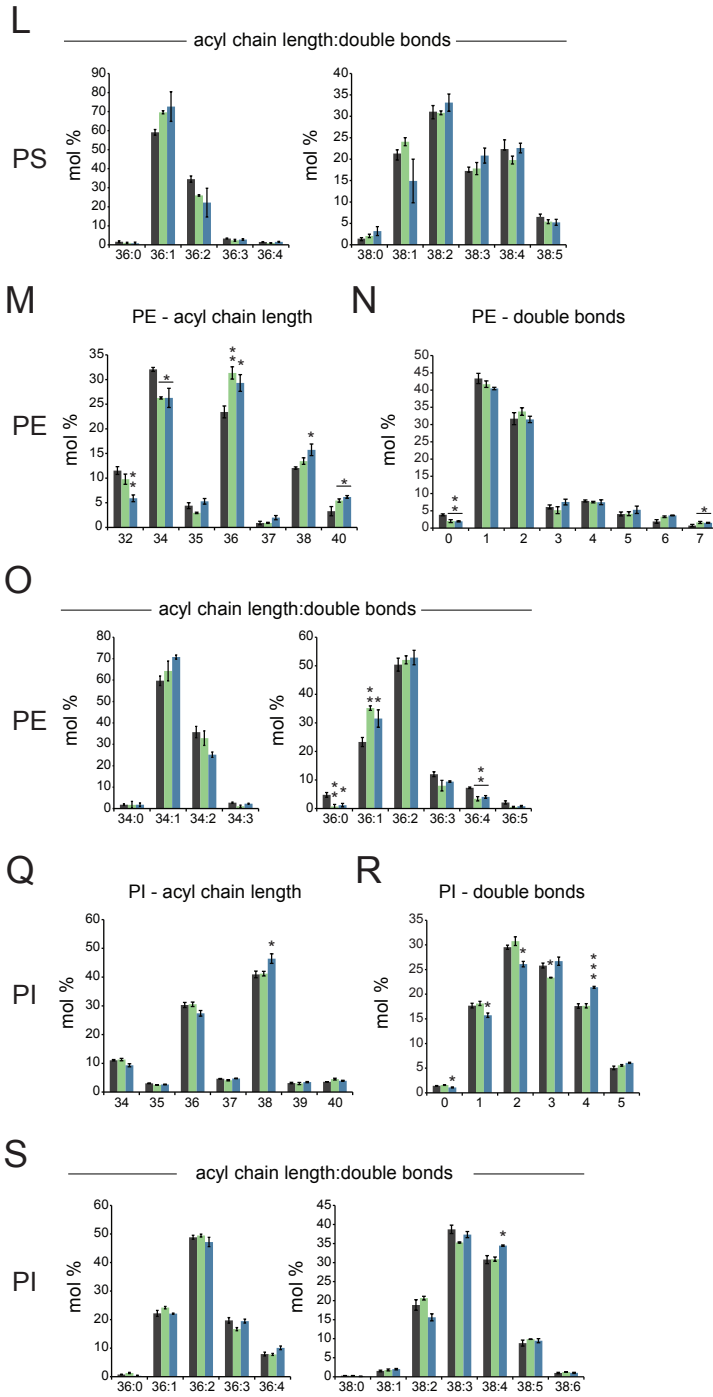 L
acyl chain length:double bonds
PS
mol %
90
80
70
60
50
40
30
20
10
0
36:0 36:1 36:2 36:3 36:4
mol %
40
35
30
25
20
15
10
5
0
38:0 38:1 38:2 38:3 38:4 38:5
M
PE - acyl chain length
PE
mol %
35
30
25
20
15
10
5
0
* * * * * * * *
32 34 35 36 37 38 40
N
PE - double bonds
mol %
50
45
40
35
30
25
20
15
10
5
0
* * *
0 1 2 3 4 5 6 7
O
acyl chain length:double bonds
PE
mol %
80
70
60
50
40
30
20
10
0
34:0 34:1 34:2 34:3
mol %
60
50
40
30
20
10
0
* * * * * * * *
36:0 36:1 36:2 36:3 36:4 36:5
Q
PI - acyl chain length
PI
mol %
60
50
40
30
20
10
0
*
34 35 36 37 38 39 40
R
PI - double bonds
mol %
35
30
25
20
15
10
5
0
* * * * * * *
0 1 2 3 4 5
S
acyl chain length:double bonds
PI
mol %
60
50
40
30
20
10
0
36:0 36:1 36:2 36:3 36:4
mol %
45
40
35
30
25
20
15
10
5
0
*
38:0 38:1 38:2 38:3 38:4 38:5 38:6